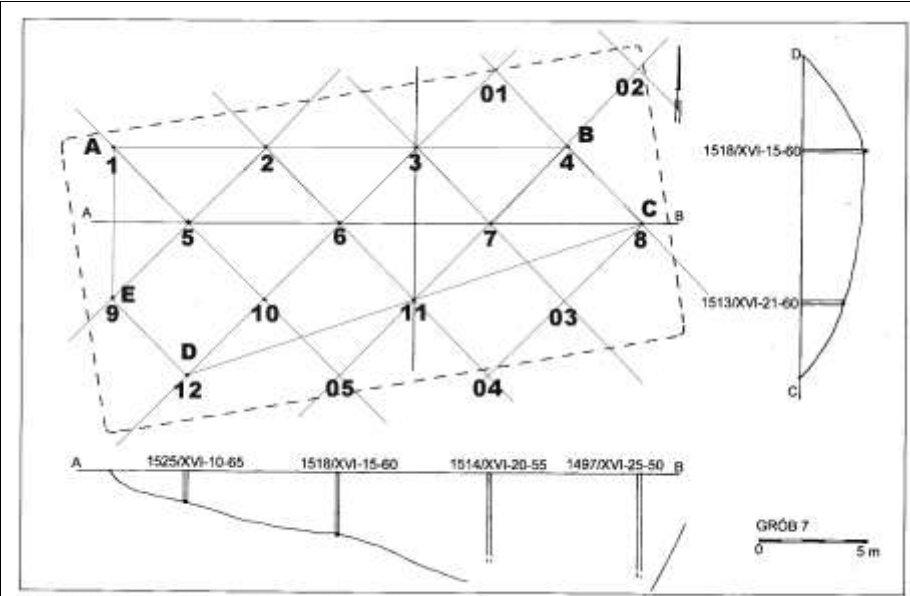 01
02
A
B
1
2
3
4
A
C
B
5
6
7
8
E
9
10
11
03
D
12
05
04
D
1518/XVI-15-60
1513/XVI-21-60
C
A
1525/XVI-10-65
1518/XVI-15-60
1514/XVI-20-55
1497/XVI-25-50
B
GRÓB 7
0
5 m